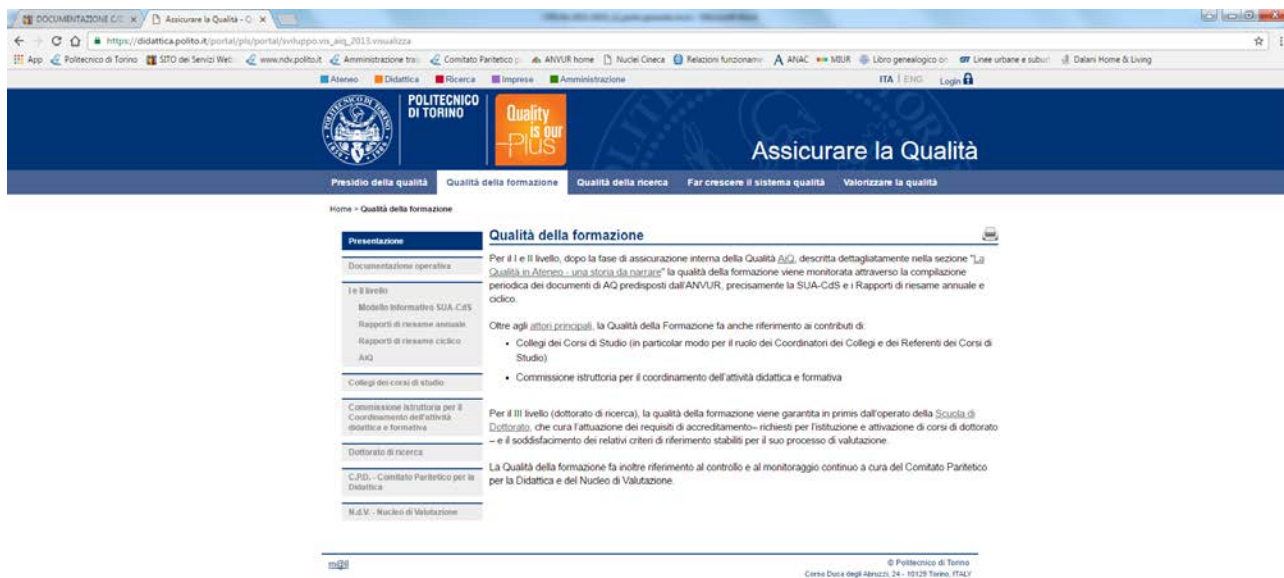 DOCUMENTAZIONE C/
Assicurare la Qualità - Q
https://didattica.polito.it/portal/pls/portal/sviluppo.vis_aiq_2013.visualizza
App Politecnico di Torino SITO dei Servizi Web www.ndv.polito.it Amministrazione tra Comitato Paritetico p ANVUR home Nuclei Cineca Relazioni funzionam ANAC MIUR Libro genealogico on Linee urbane e subur Dalani Home & Living
Ateneo Didattica Ricerca Imprese Amministrazione ITA | ENG Login
POLITECNICO
DI TORINO
Quality
is our
Plus
Assicurare la Qualità
Presidio della qualità Qualità della formazione Qualità della ricerca Far crescere il sistema qualità Valorizzare la qualità
Home > Qualità della formazione
Presentazione
Documentazione operativa
I e II livello
Modello Informativo SUA-CdS
Rapporti di riesame annuale
Rapporti di riesame ciclico
AiQ
Collegi dei corsi di studio
Commissione istruttoria per il
Coordinamento dell'attività
didattica e formativa
Dottorato di ricerca
C.P.D. - Comitato Paritetico per la
Didattica
N.d.V. - Nucleo di Valutazione
Qualità della formazione
Per il I e II livello, dopo la fase di assicurazione interna della Qualità AiQ, descritta dettagliatamente nella sezione "La
Qualità in Ateneo - una storia da narrare" la qualità della formazione viene monitorata attraverso la compilazione
periodica dei documenti di AQ predisposti dall'ANVUR, precisamente la SUA-CdS e i Rapporti di riesame annuale e
ciclico.
Oltre agli attori principali, la Qualità della Formazione fa anche riferimento ai contributi di:
• Collegi dei Corsi di Studio (in particolar modo per il ruolo dei Coordinatori dei Collegi e dei Referenti dei Corsi di
Studio)
• Commissione istruttoria per il coordinamento dell'attività didattica e formativa
Per il III livello (dottorato di ricerca), la qualità della formazione viene garantita in primis dall'operato della Scuola di
Dottorato, che cura l'attuazione dei requisiti di accreditamento– richiesti per l'istituzione e attivazione di corsi di dottorato
– e il soddisfacimento dei relativi criteri di riferimento stabiliti per il suo processo di valutazione.
La Qualità della formazione fa inoltre riferimento al controllo e al monitoraggio continuo a cura del Comitato Paritetico
per la Didattica e del Nucleo di Valutazione.
m@il
© Politecnico di Torino
Corso Duca degli Abruzzi, 24 - 10129 Torino, ITALY